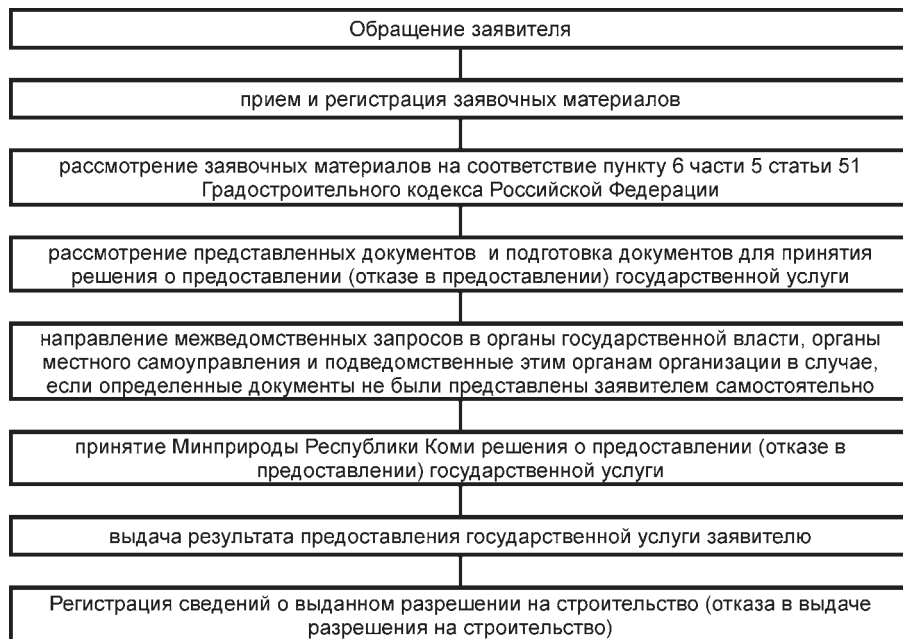 Обращение заявителя
прием и регистрация заявочных материалов
рассмотрение заявочных материалов на соответствие пункту 6 части 5 статьи 51
Градостроительного кодекса Российской Федерации
рассмотрение представленных документов и подготовка документов для принятия
решения о предоставлении (отказе в предоставлении) государственной услуги
направление межведомственных запросов в органы государственной власти, органы
местного самоуправления и подведомственные этим органам организации в случае,
если определенные документы не были представлены заявителем самостоятельно
принятие Минприроды Республики Коми решения о предоставлении (отказе в
предоставлении) государственной услуги
выдача результата предоставления государственной услуги заявителю
Регистрация сведений о выданном разрешении на строительство (отказа в выдаче
разрешения на строительство)